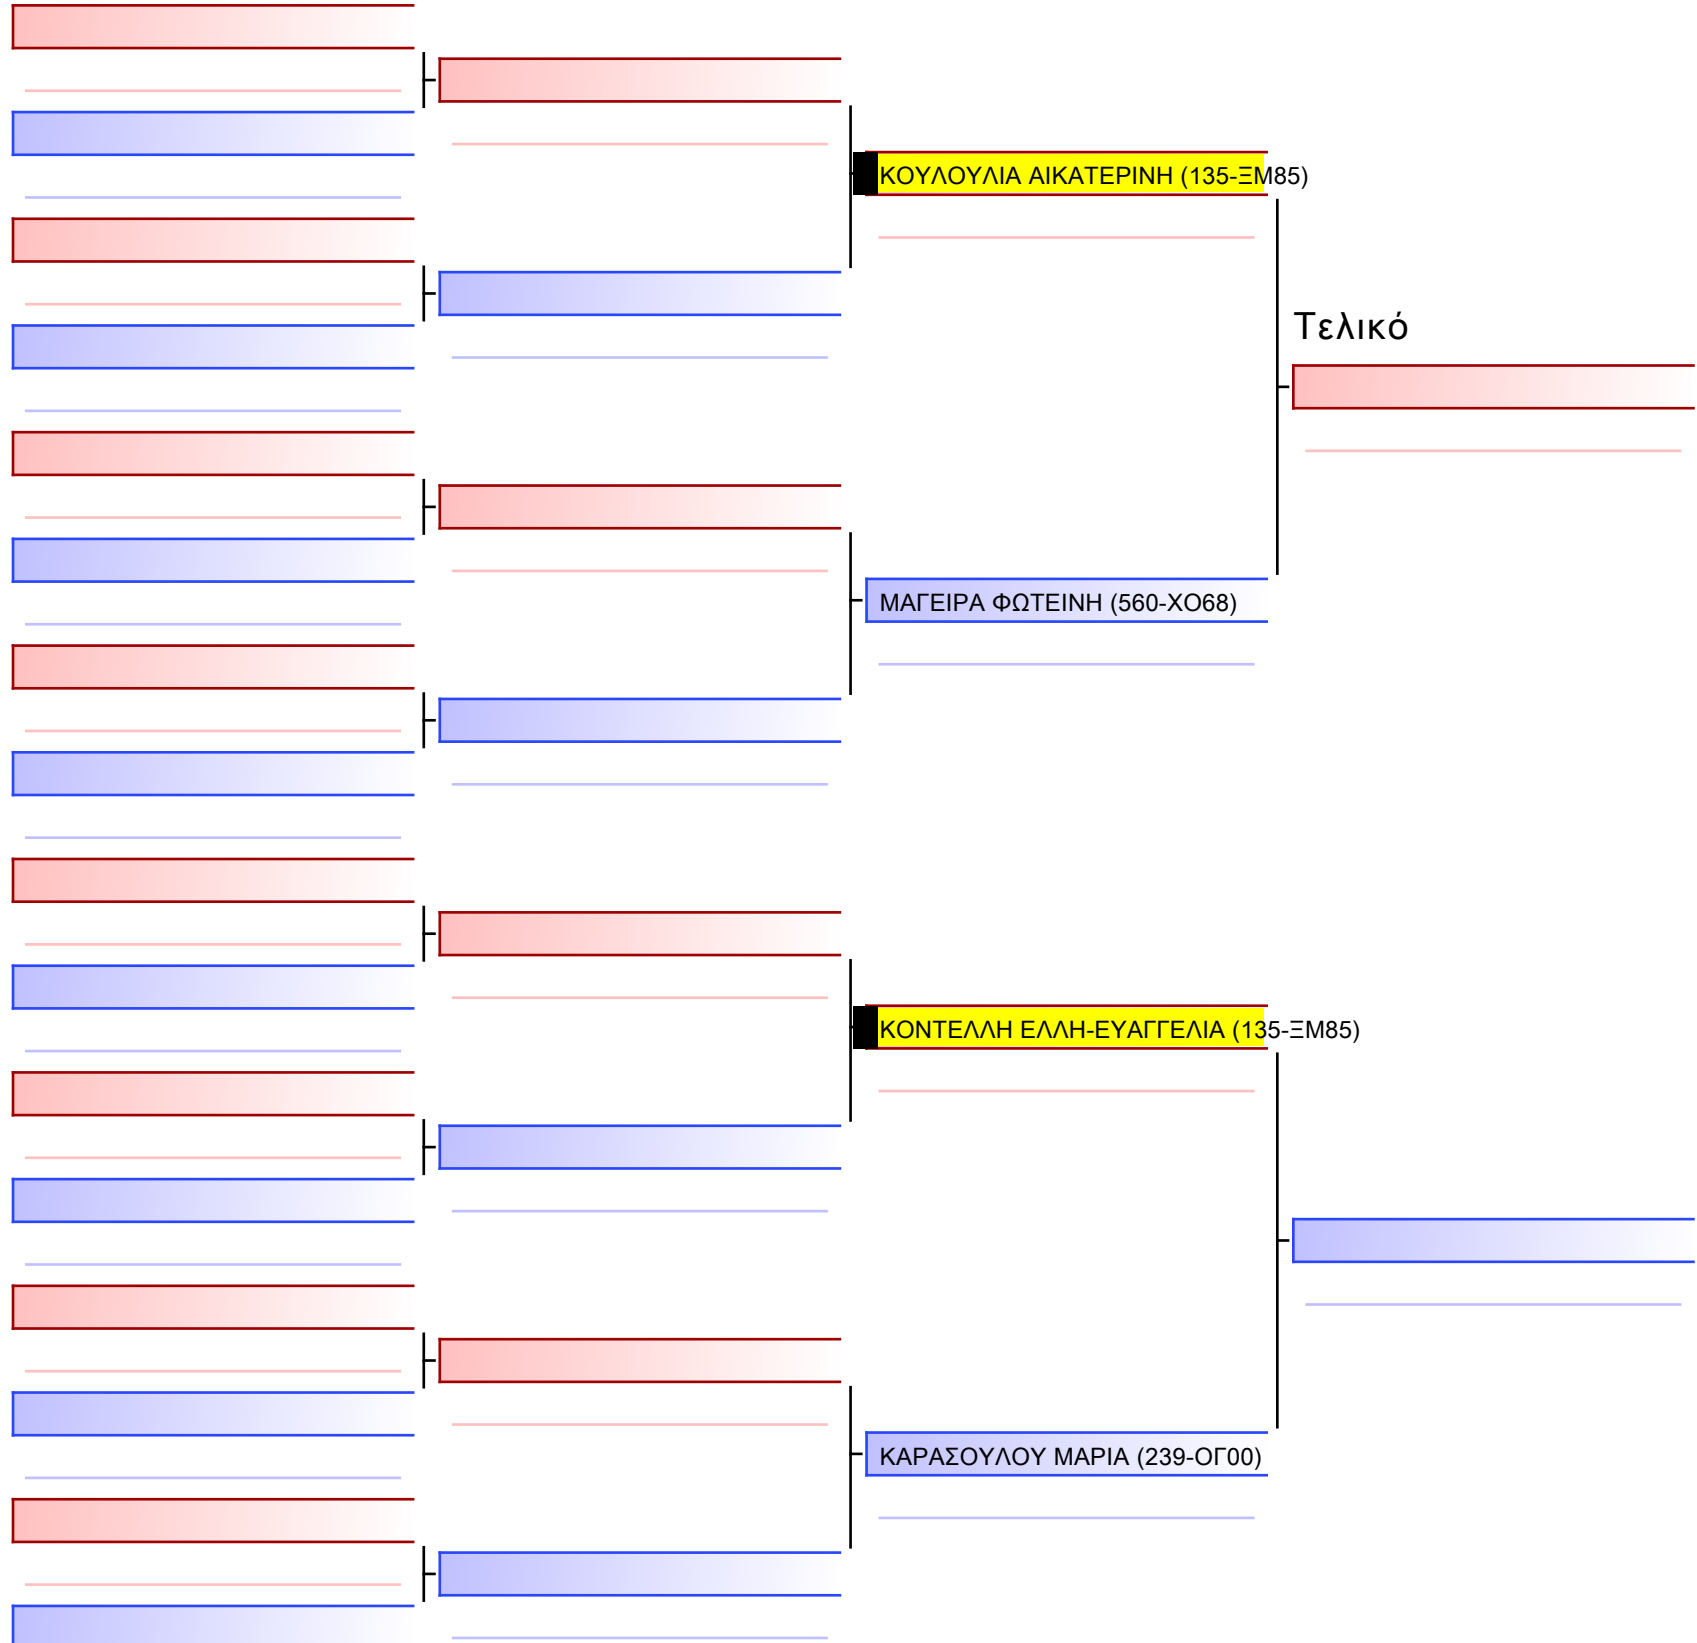 ΚΟΥΛΟΥΛΙΑ ΑΙΚΑΤΕΡΙΝΗ (135-ΞΜ85)
Τελικό
ΜΑΓΕΙΡΑ ΦΩΤΕΙΝΗ (560-ΧΟ68)
ΚΟΝΤΕΛΛΗ ΕΛΛΗ-ΕΥΑΓΓΕΛΙΑ (135-ΞΜ85)
ΚΑΡΑΣΟΥΛΟΥ ΜΑΡΙΑ (239-ΟΓ00)